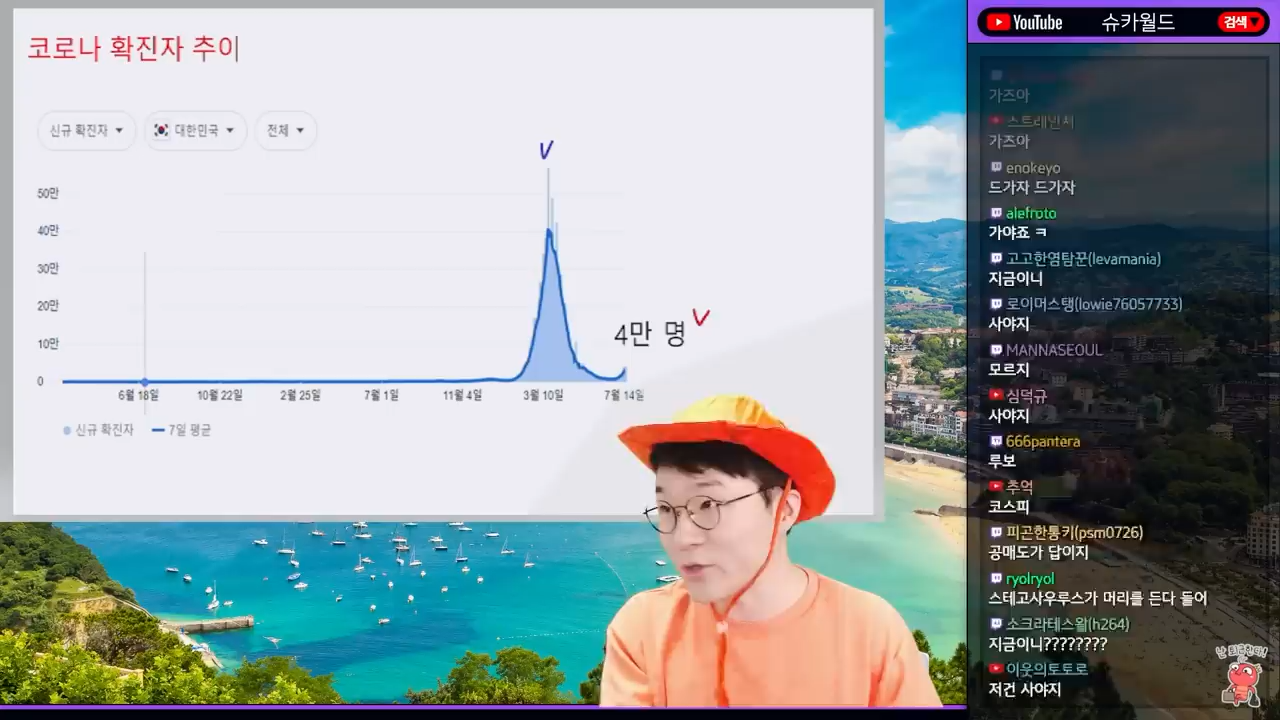 코로나 확진자 추이
신규 확진자
대한민국
전체
V
50만
40만
30만
20만
10만
0
4만 명 V
6월 18일 10월 22일 2월 25일 7월 1일 11월 4일 3월 10일 7월 14일
신규 확진자 7일 평균
YouTube 슈카월드 검색
가즈아
스트레인저
가즈아
enokeyo
드가자 드가자
alefroto
가야죠 ㅋ
고고한염탐꾼(levamania)
지금이니
로이머스탱(lowie76057733)
사야지
MANNASEOUL
모르지
심덕규
사야지
666pantera
루보
추억
코스피
피곤한통키(psm0726)
공매도가 답이지
ryolryol
스테고사우루스가 머리를 든다 둘이
소크라테스왈(h264)
지금이니????????
이웃의토토로
저건 사야지